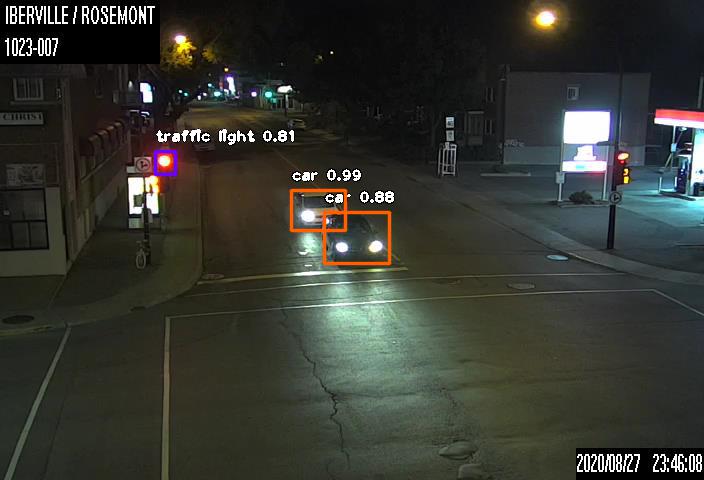 IBERVILLE / ROSEMONT
1023-007
traffic light 0.81
car 0.99
car 0.88
CHRIST
2020/08/27 23:46:08